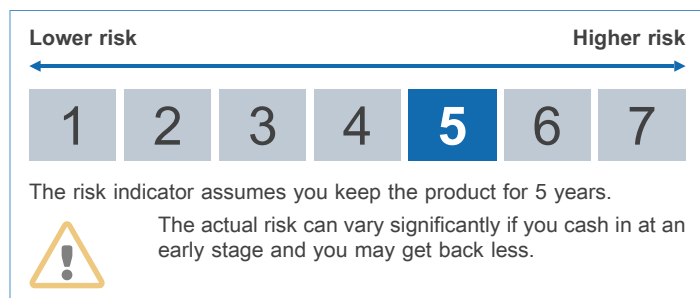 Lower risk Higher risk
1 2 3 4 5 6 7
The risk indicator assumes you keep the product for 5 years.
The actual risk can vary significantly if you cash in at an
early stage and you may get back less.